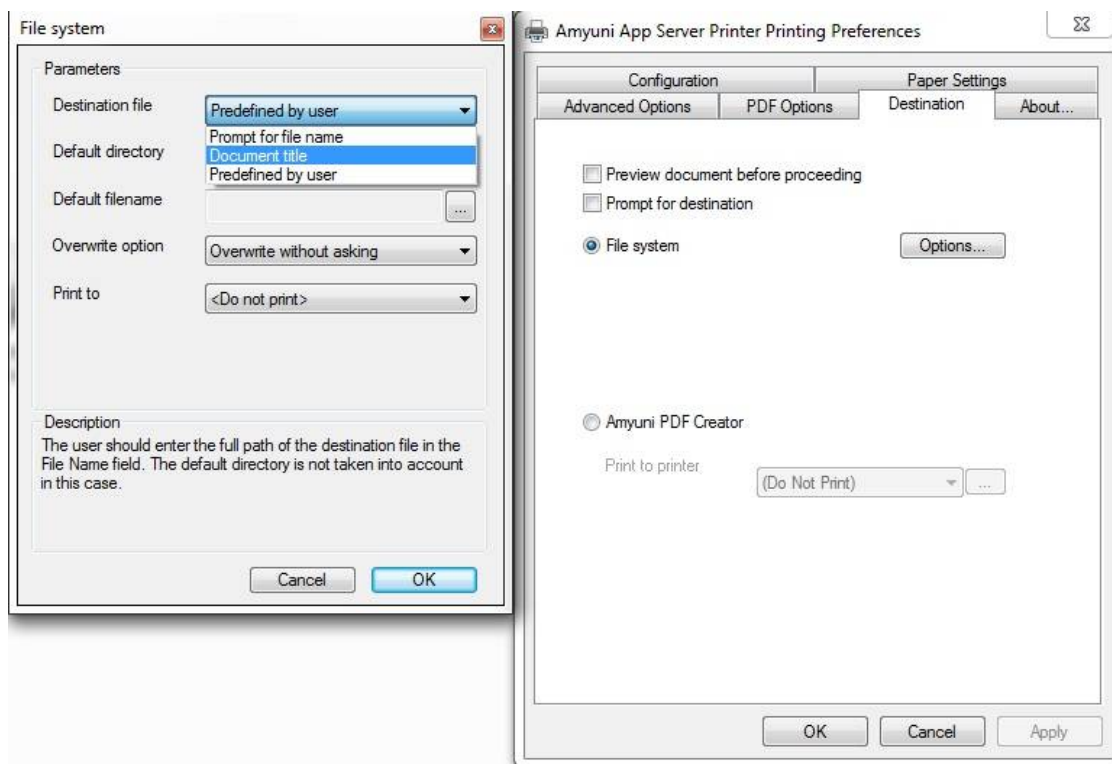 File system
Parameters
Destination file
Predefined by user
Prompt for file name
Document title
Predefined by user
Default directory
Default filename
...
Overwrite option
Overwrite without asking
Print to
<Do not print>
Description
The user should enter the full path of the destination file in the
File Name field. The default directory is not taken into account
in this case.
Cancel
OK
Amyuni App Server Printer Printing Preferences
Configuration
Paper Settings
Advanced Options
PDF Options
Destination
About...
Preview document before proceeding
Prompt for destination
File system
Options...
Amyuni PDF Creator
Print to printer
(Do Not Print)
...
OK
Cancel
Apply